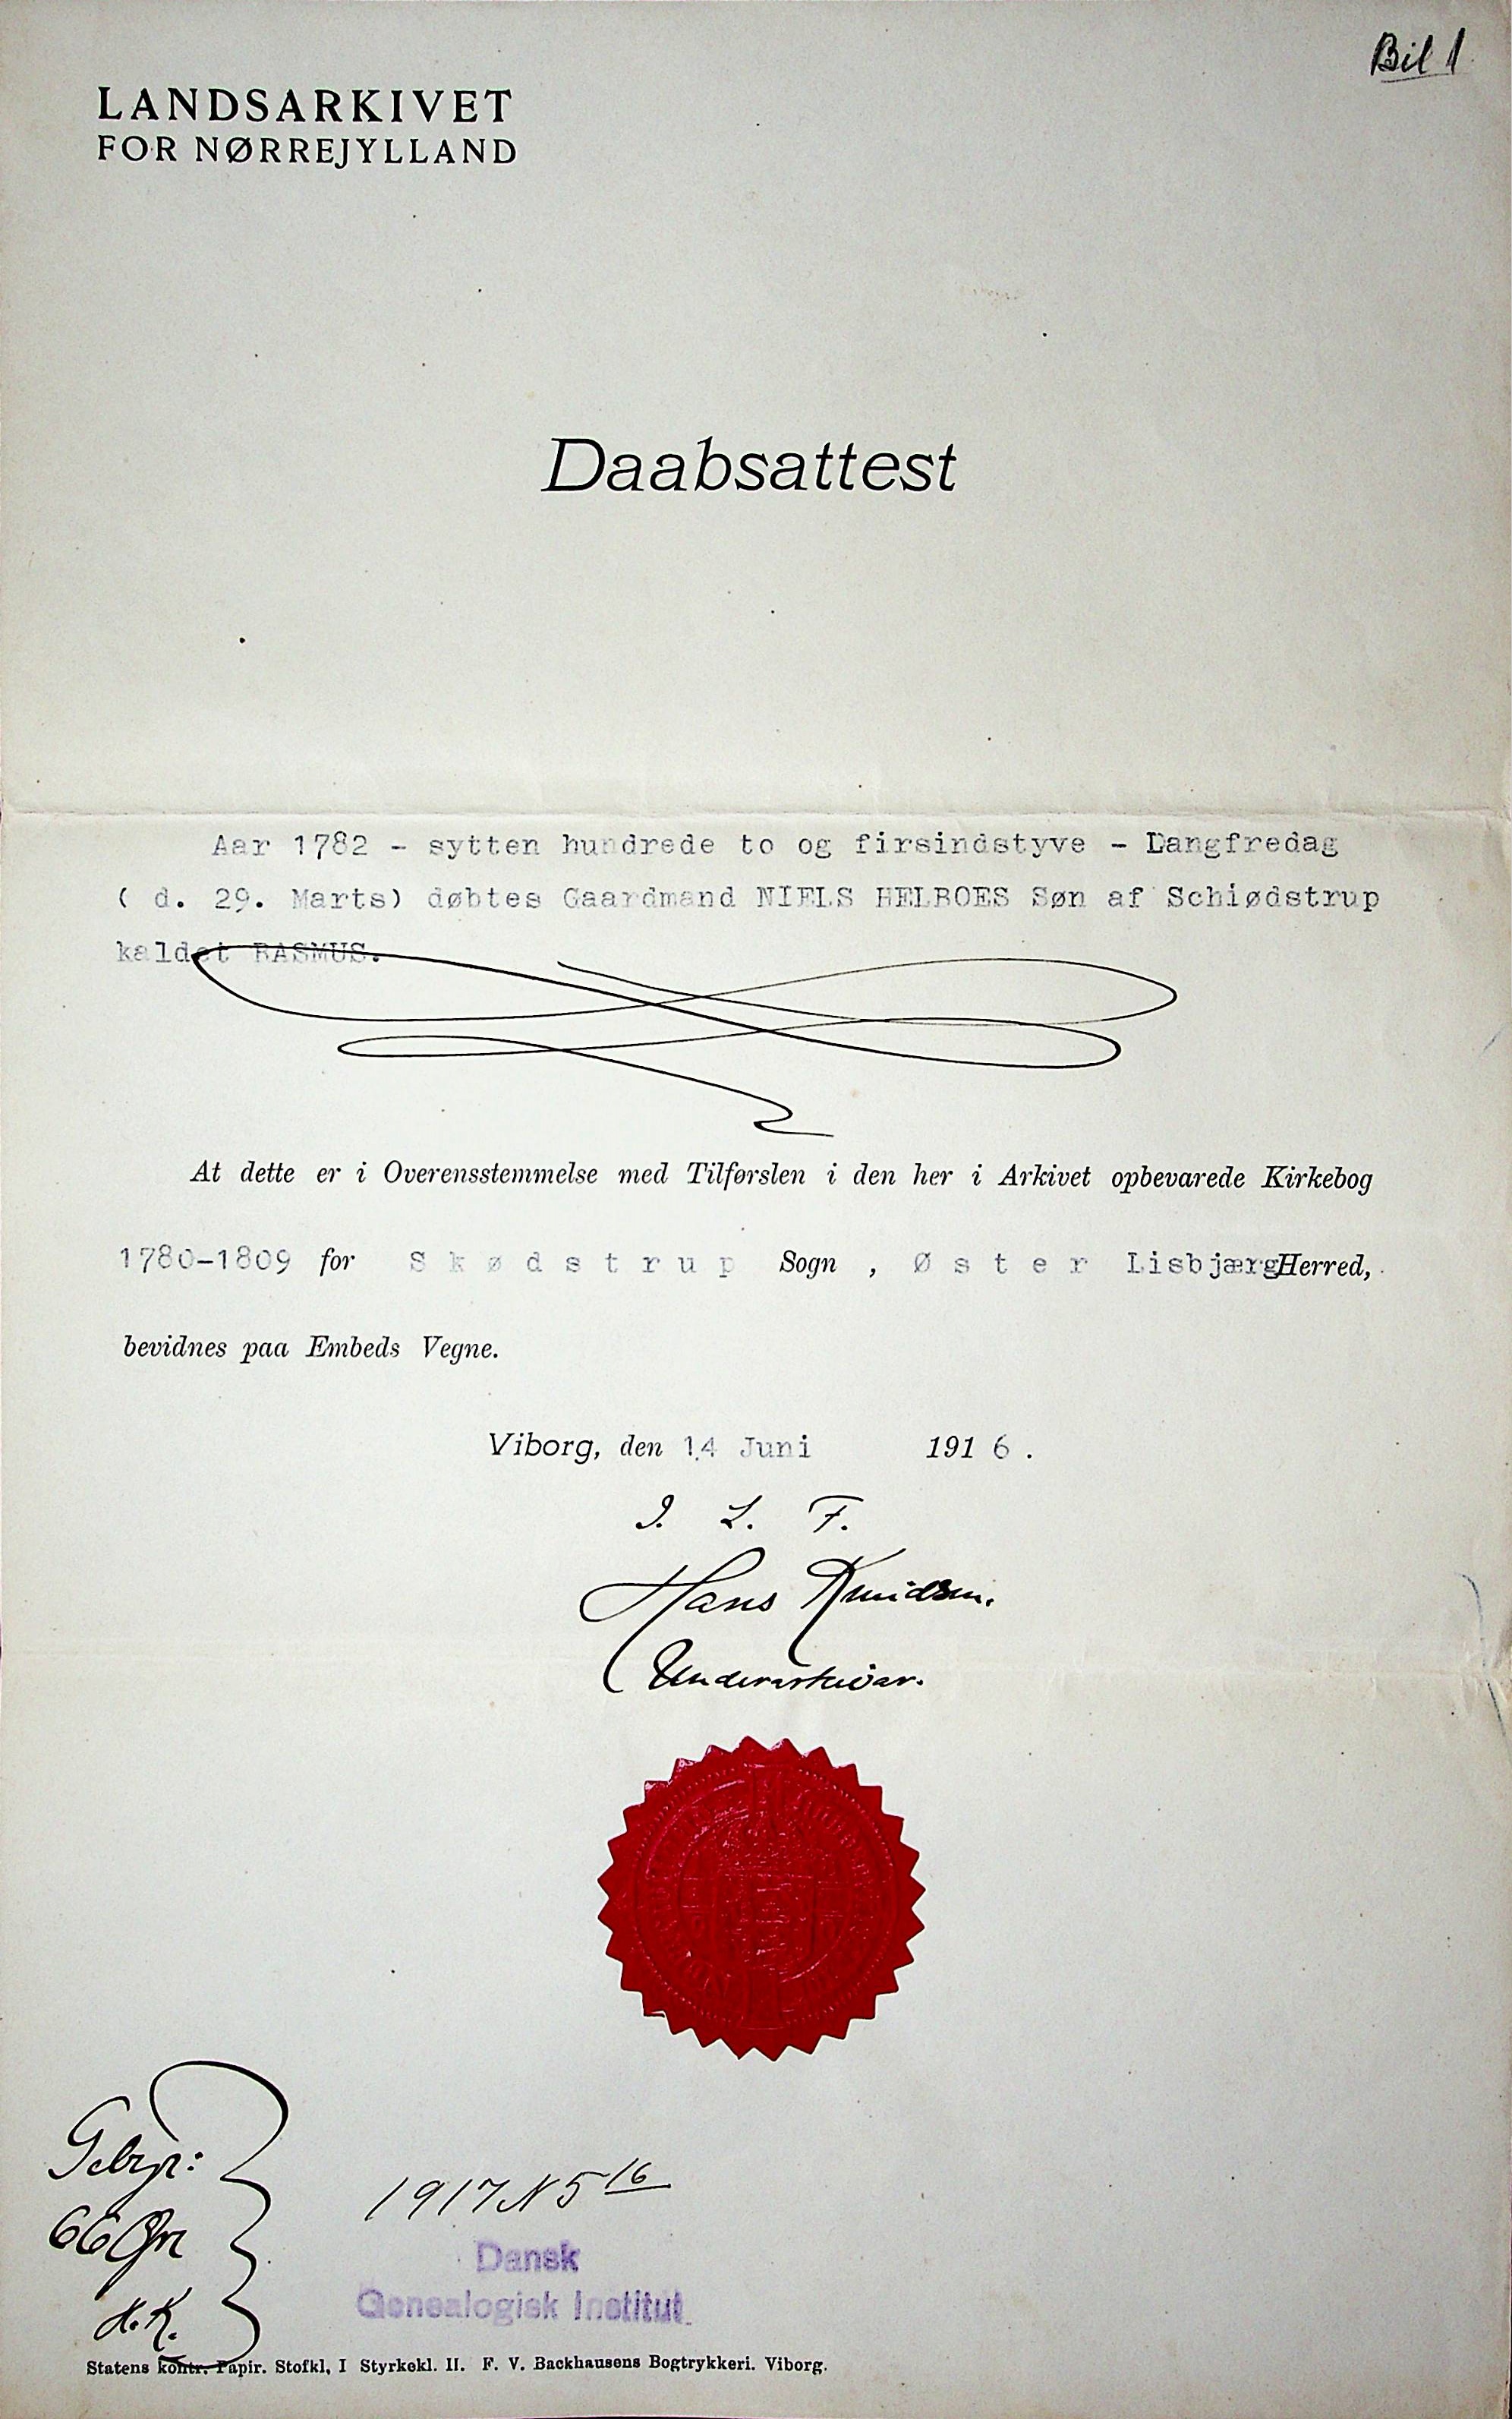 Bil 1
LANDSARKIVET
FOR NØRREJYLLAND
Daabsattest
Aar 1782 - sytten hundrede to og firsindstyve - Langfredag
( d. 29. Marts) døbtes Gaardmand NIELS HELBOES Søn af Schiødstrup
kaldet RASMUS.
At dette er i Overensstemmelse med Tilførslen i den her i Arkivet opbevarede Kirkebog
1780-1809 for Skødstrup Sogn , Øster Lisbjærg Herred,
bevidnes paa Embeds Vegne.
Viborg, den 14 Juni 1916.
I. L. F.
Hans Knudsen.
Underarkivar.
Gebyr:
66 Øre
H.K.
1917 N 5 16
Dansk
Genealogisk Institut
Statens kontr. Papir. Stofkl, I Styrkekl. II. F. V. Backhausens Bogtrykkeri. Viborg.